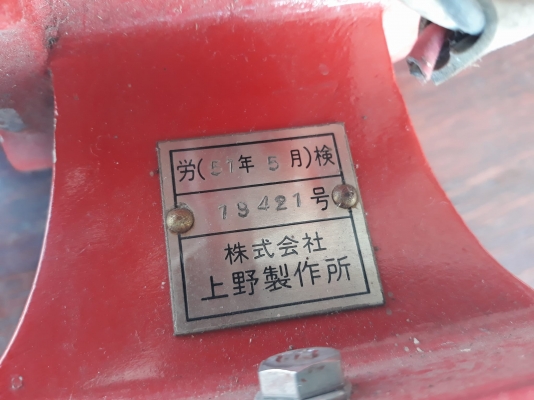 労(51年5月)検
19421号
株式会社
上野製作所